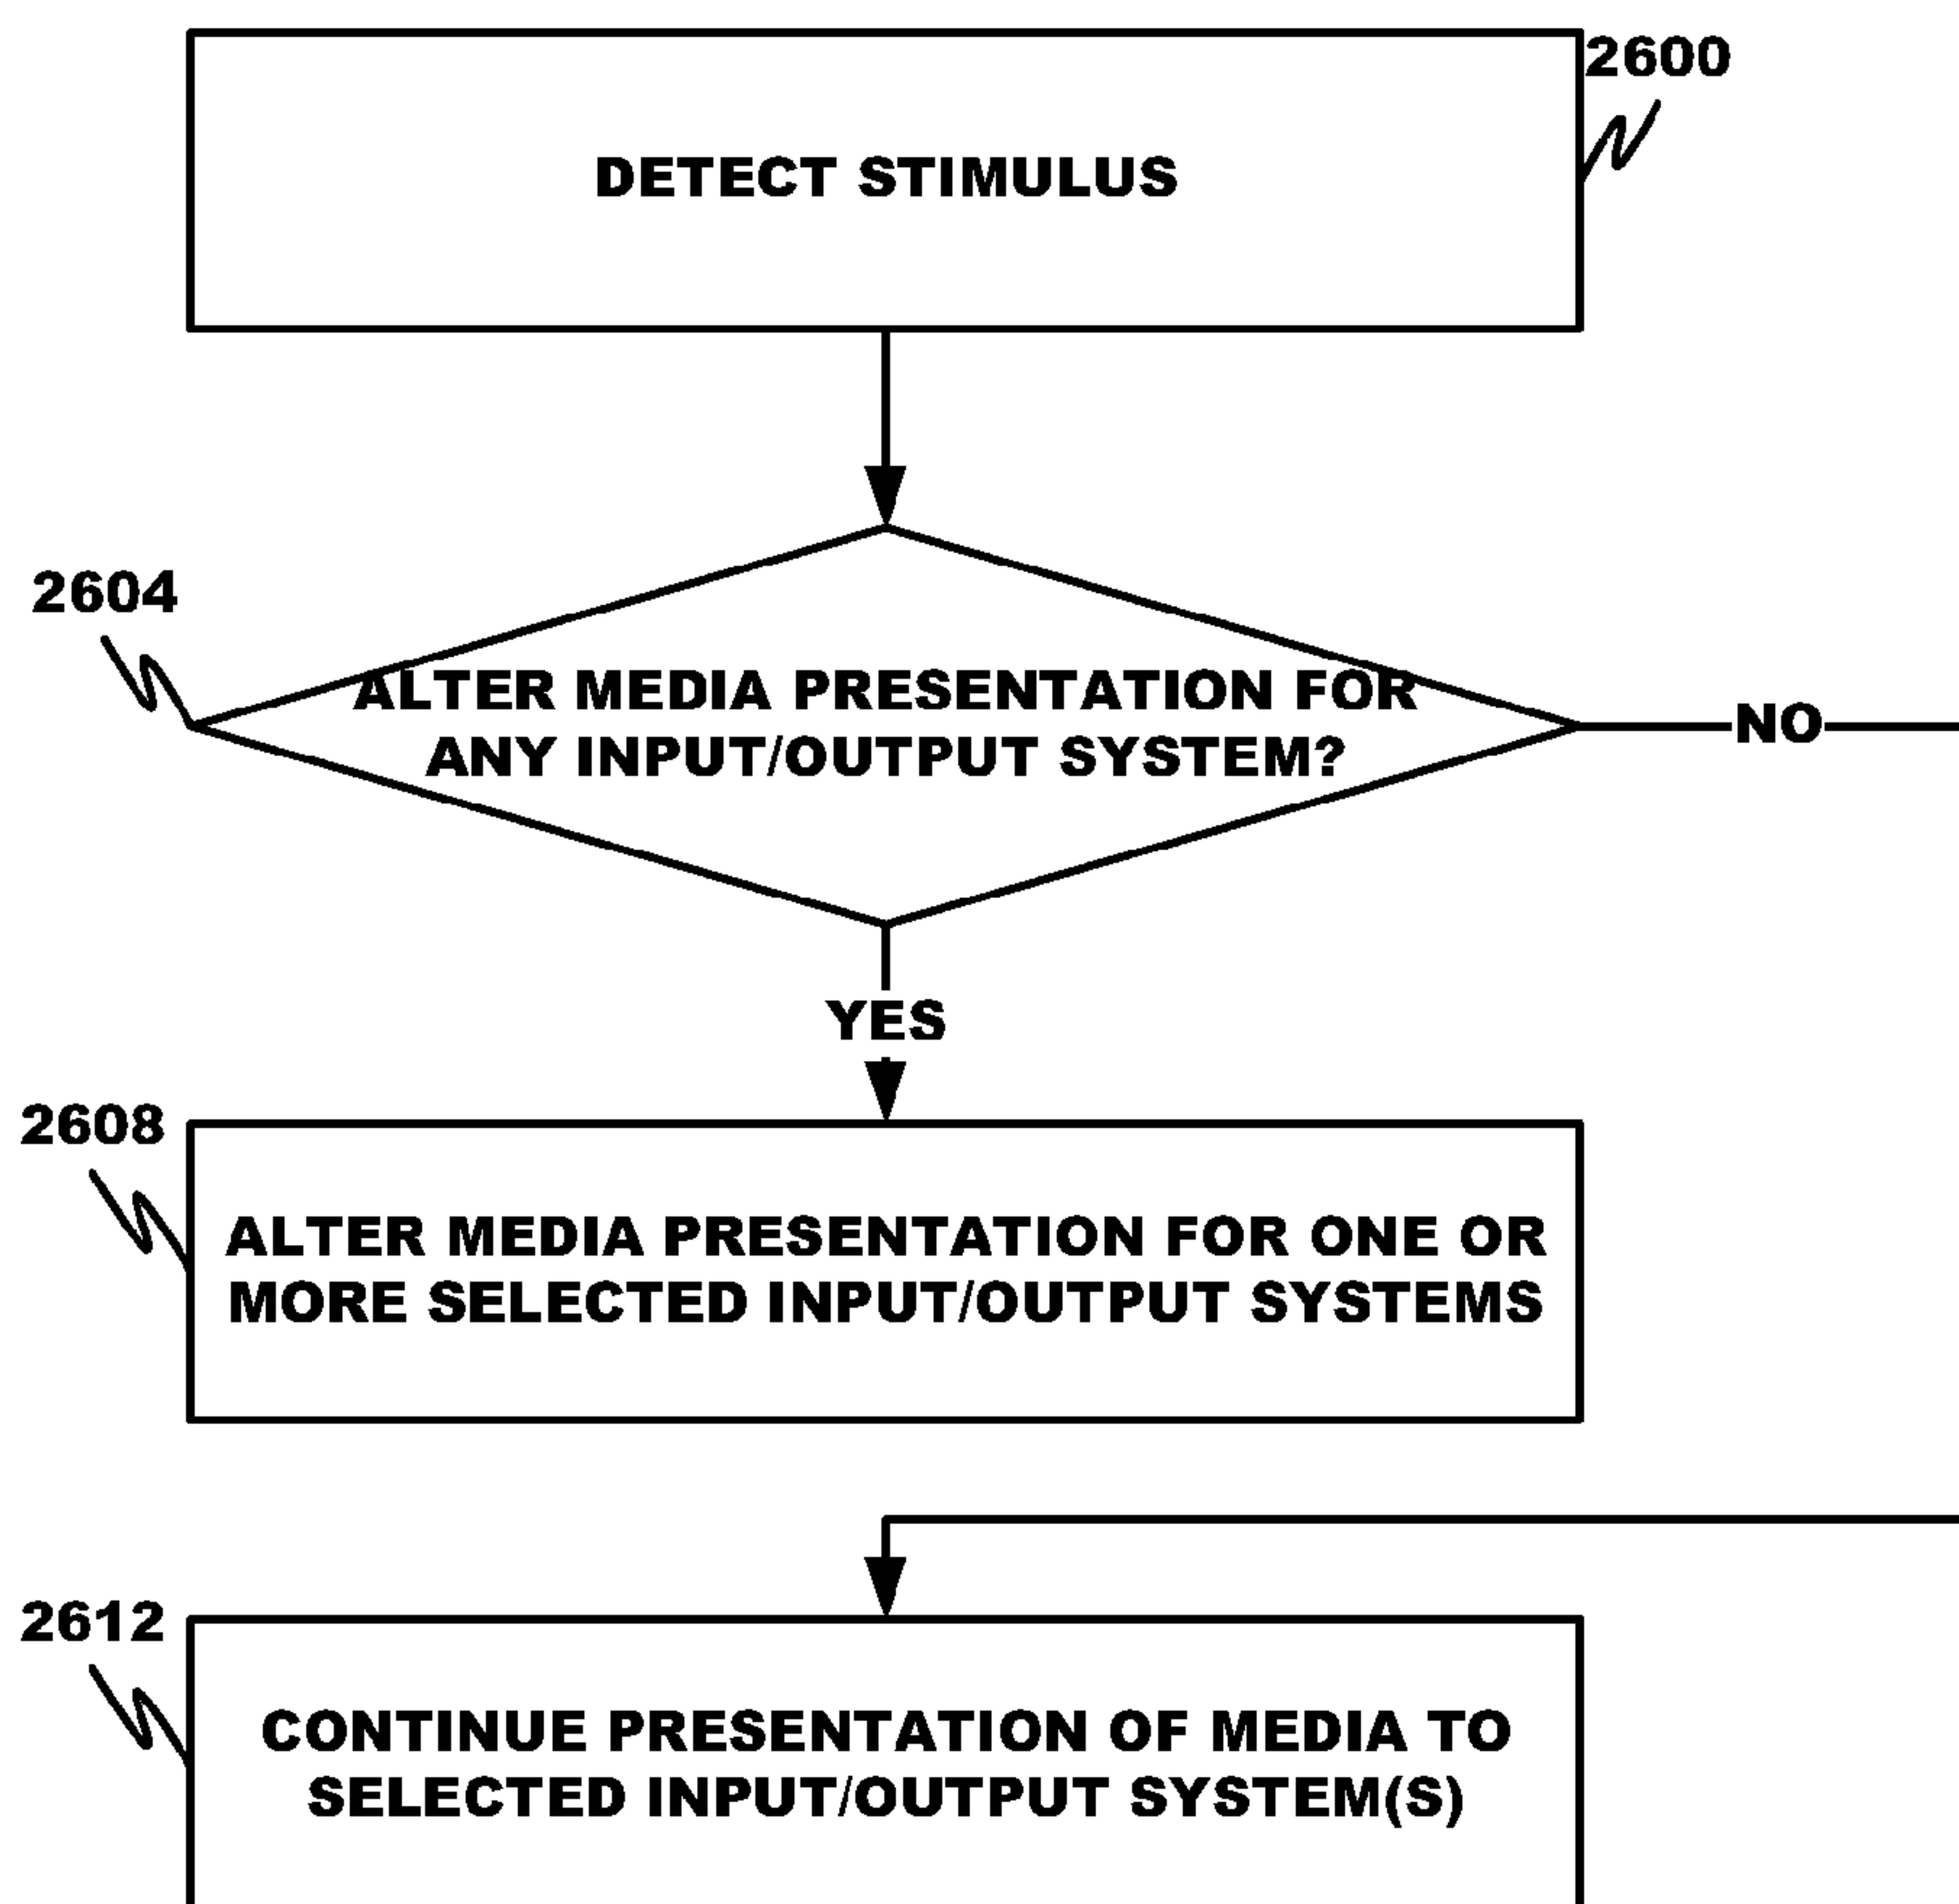 2600
DETECT STIMULUS
2604
ALTER MEDIA PRESENTATION FOR
ANY INPUT/OUTPUT SYSTEM?
NO
YES
2608
ALTER MEDIA PRESENTATION FOR ONE OR
MORE SELECTED INPUT/OUTPUT SYSTEMS
2612
CONTINUE PRESENTATION OF MEDIA TO
SELECTED INPUT/OUTPUT SYSTEM(S)